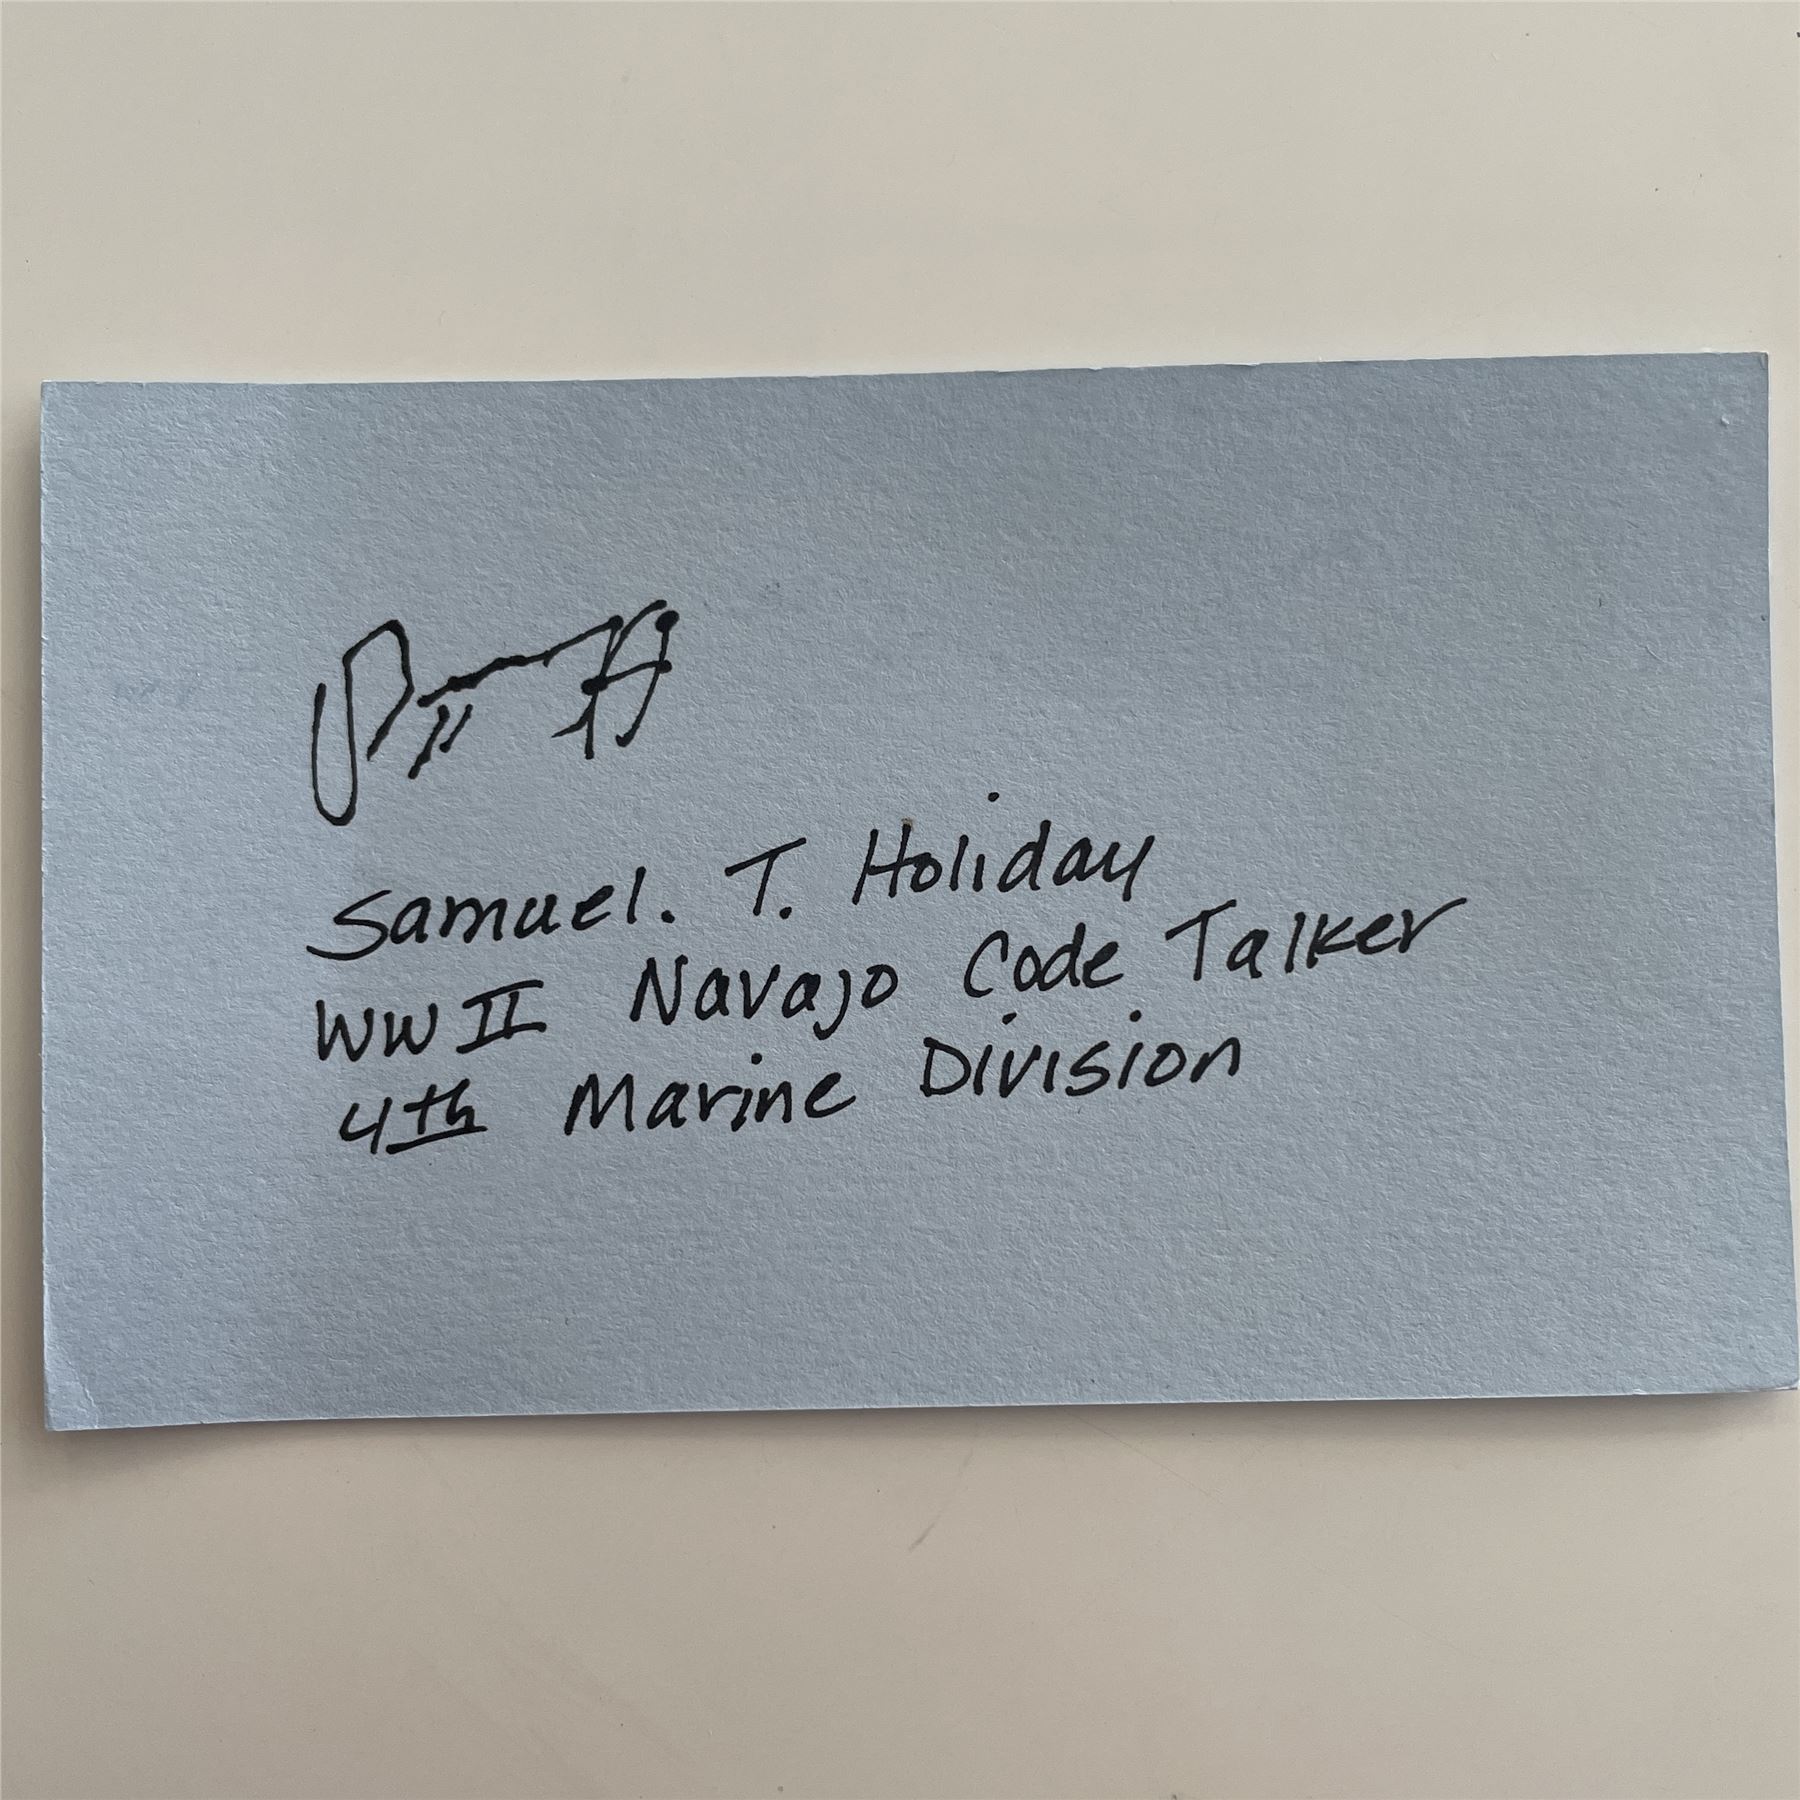 Samuel. T. Holiday
WW II Navajo Code Talker
4th Marine Division